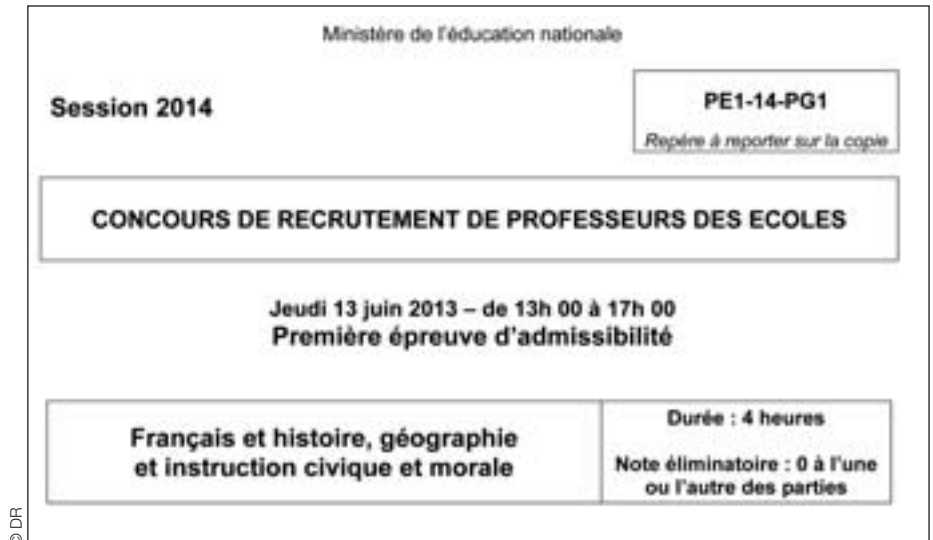 Ministère de l'éducation nationale
Session 2014
PE1-14-PG1
Repère à reporter sur la copie
CONCOURS DE RECRUTEMENT DE PROFESSEURS DES ECOLES
Jeudi 13 juin 2013 – de 13h 00 à 17h 00
Première épreuve d'admissibilité
Français et histoire, géographie
et instruction civique et morale
Durée : 4 heures
Note éliminatoire : 0 à l'une
ou l'autre des parties
© DR